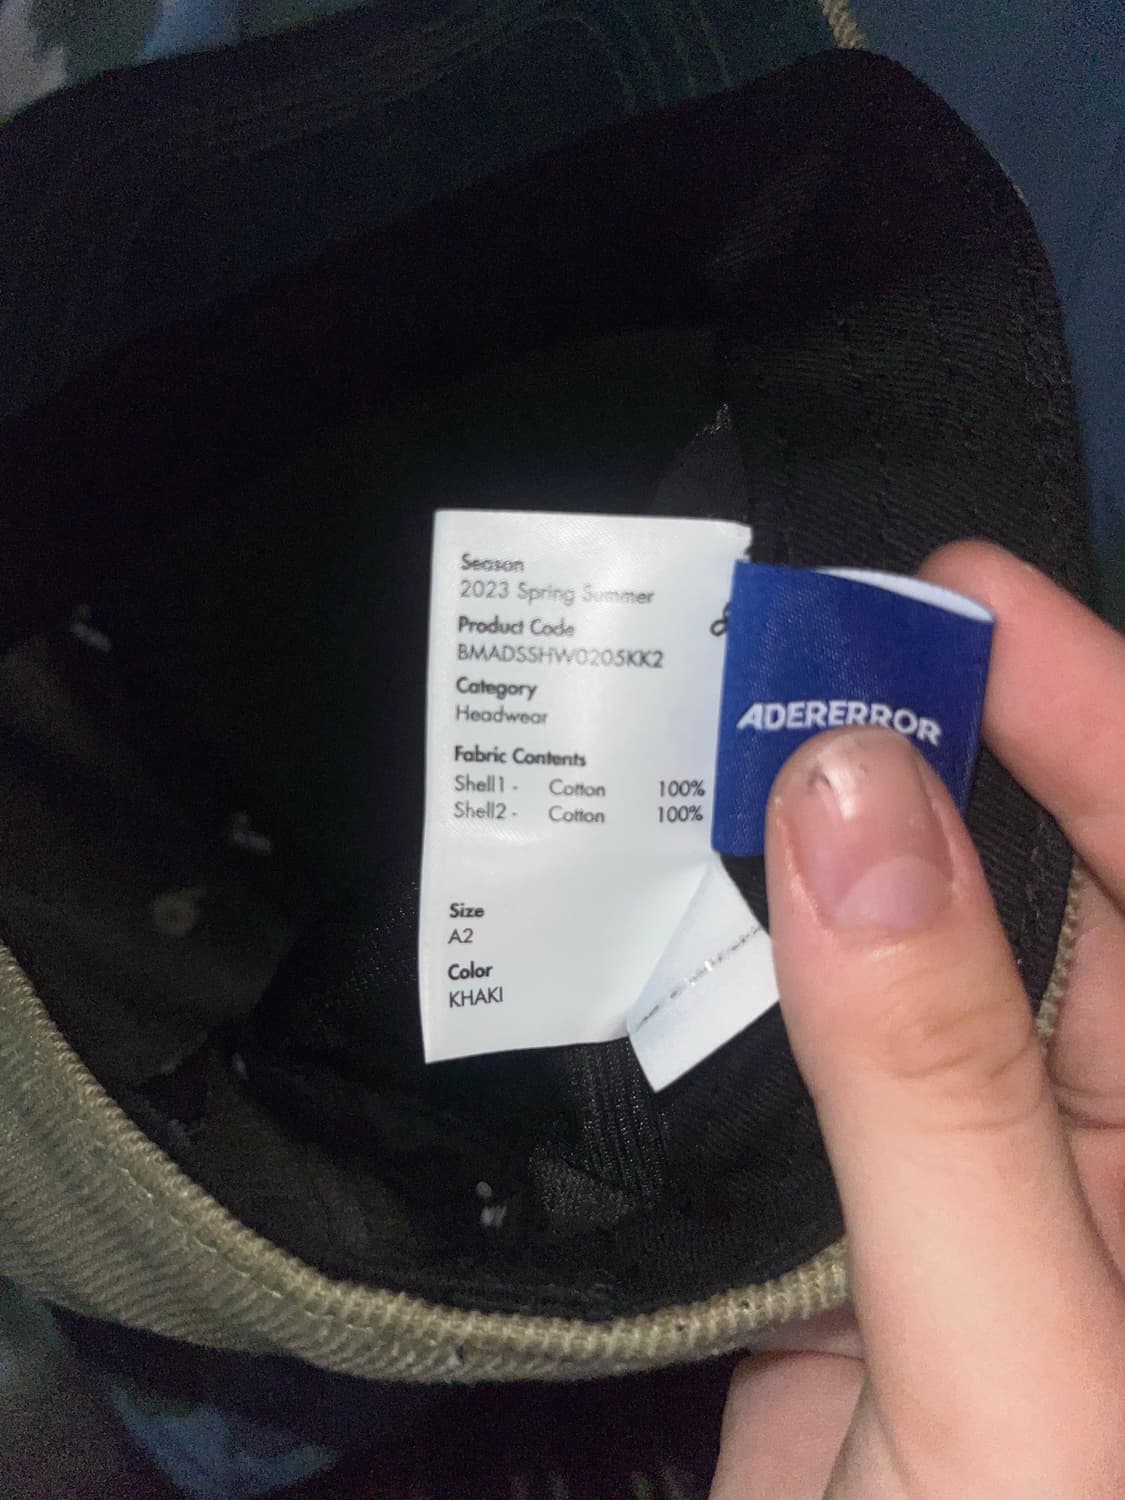 Season
2023 Spring Summer
Product Code
BMADSSHW0205KK2
Category
Headwear
Fabric Contents
Shell1 - Cotton 100%
Shell2 - Cotton 100%
Size
A2
Color
KHAKI
ADERERROR